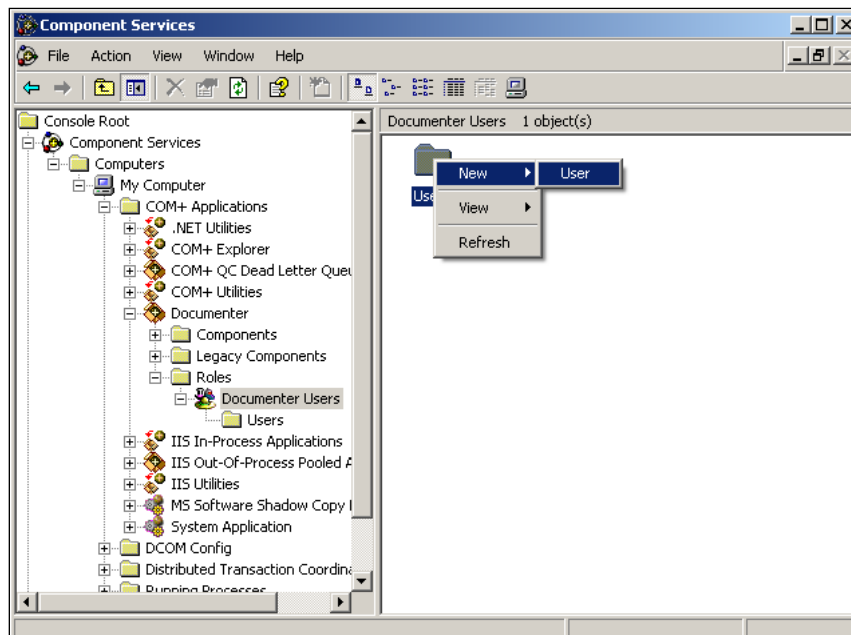 Component Services
File Action View Window Help
Console Root
Component Services
Computers
My Computer
COM+ Applications
.NET Utilities
COM+ Explorer
COM+ QC Dead Letter
COM+ Utilities
Documenter
Components
Legacy Components
Roles
Documenter Users
Users
IIS In-Process Applications
IIS Out-Of-Process Pooled
IIS Utilities
MS Software Shadow Copy
System Application
DCOM Config
Distributed Transaction
Running Processes
Documenter Users 1 object(s)
New
User
View
Refresh